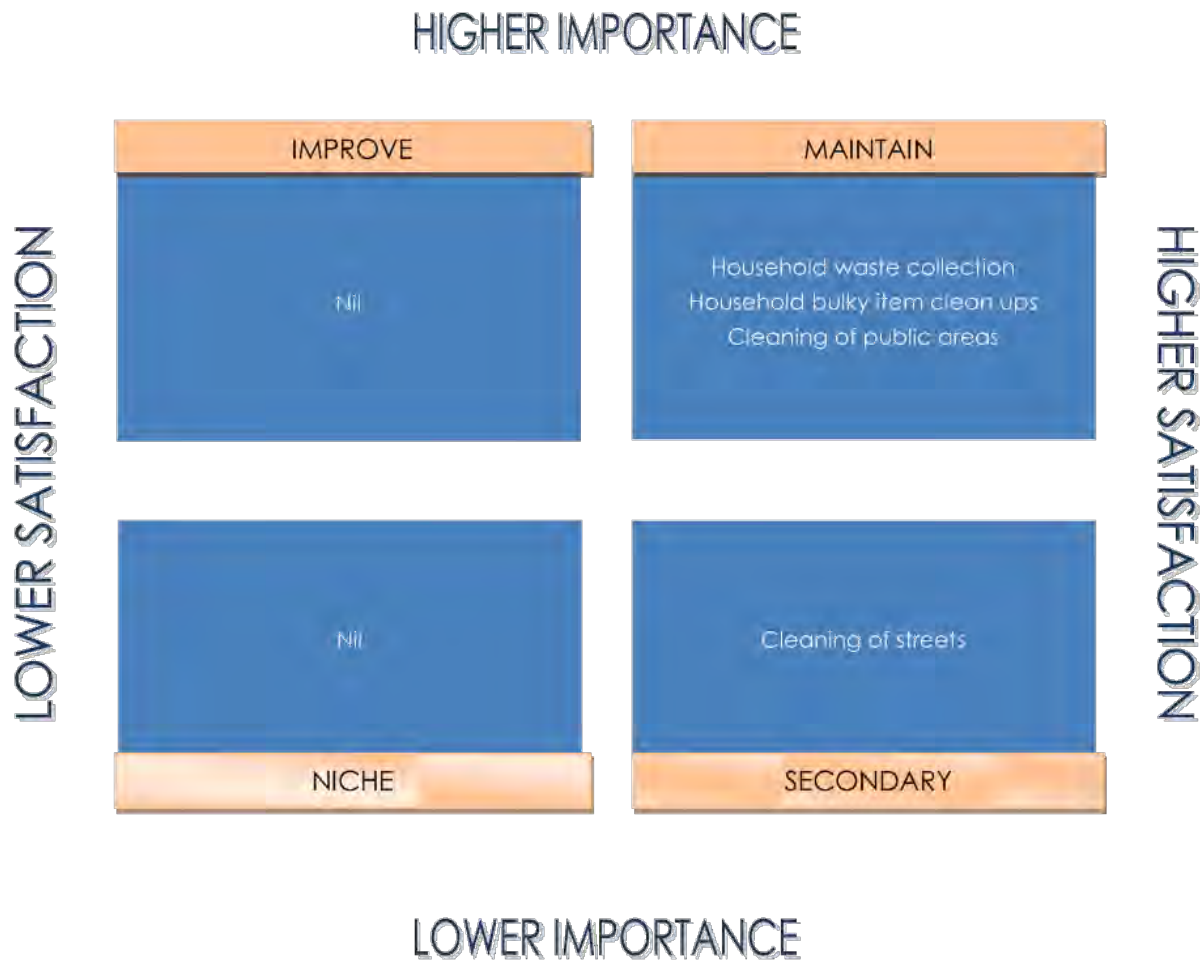 HIGHER IMPORTANCE
IMPROVE
MAINTAIN
LOWER SATISFACTION
Nil
Household waste collection
Household bulky item clean ups
Cleaning of public areas
HIGHER SATISFACTION
Nil
Cleaning of streets
NICHE
SECONDARY
LOWER IMPORTANCE